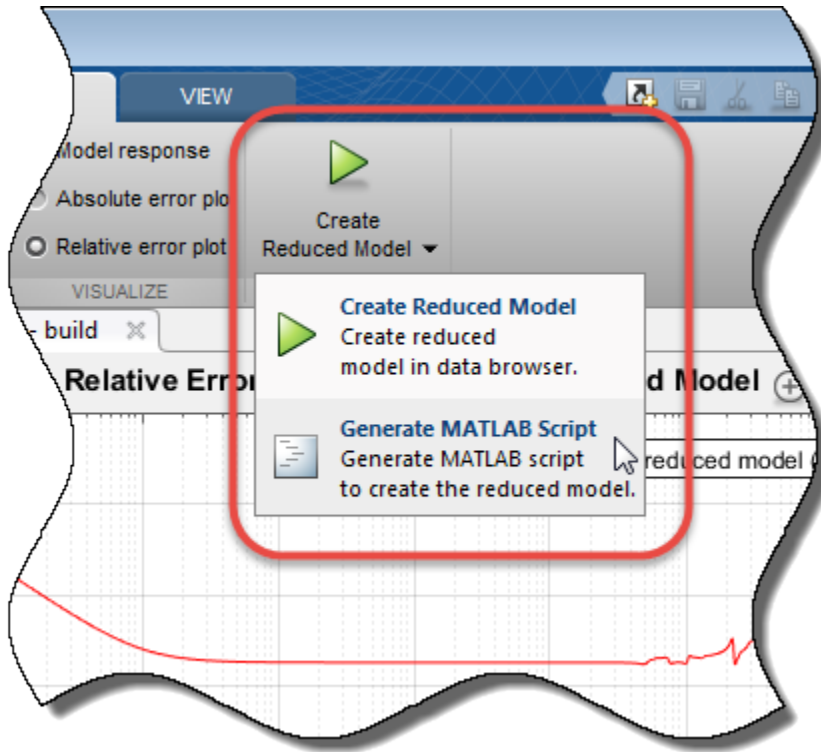 VIEW
Model response
Absolute error plo
Relative error plot
VISUALIZE
Create
Reduced Model
Create Reduced Model
Create reduced
model in data browser.
Generate MATLAB Script
Generate MATLAB script
to create the reduced model.
- build
Relative Erro
d Model
reduced model (